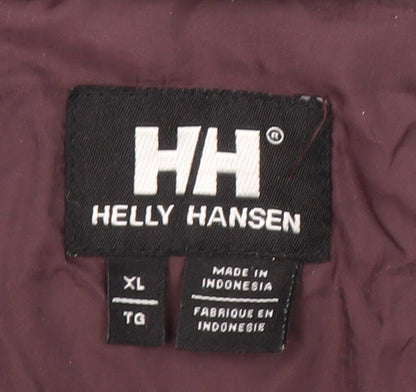 HH®
HELLY HANSEN
XL
TG
MADE IN
INDONESIA
FABRIQUE EN
INDONESIE